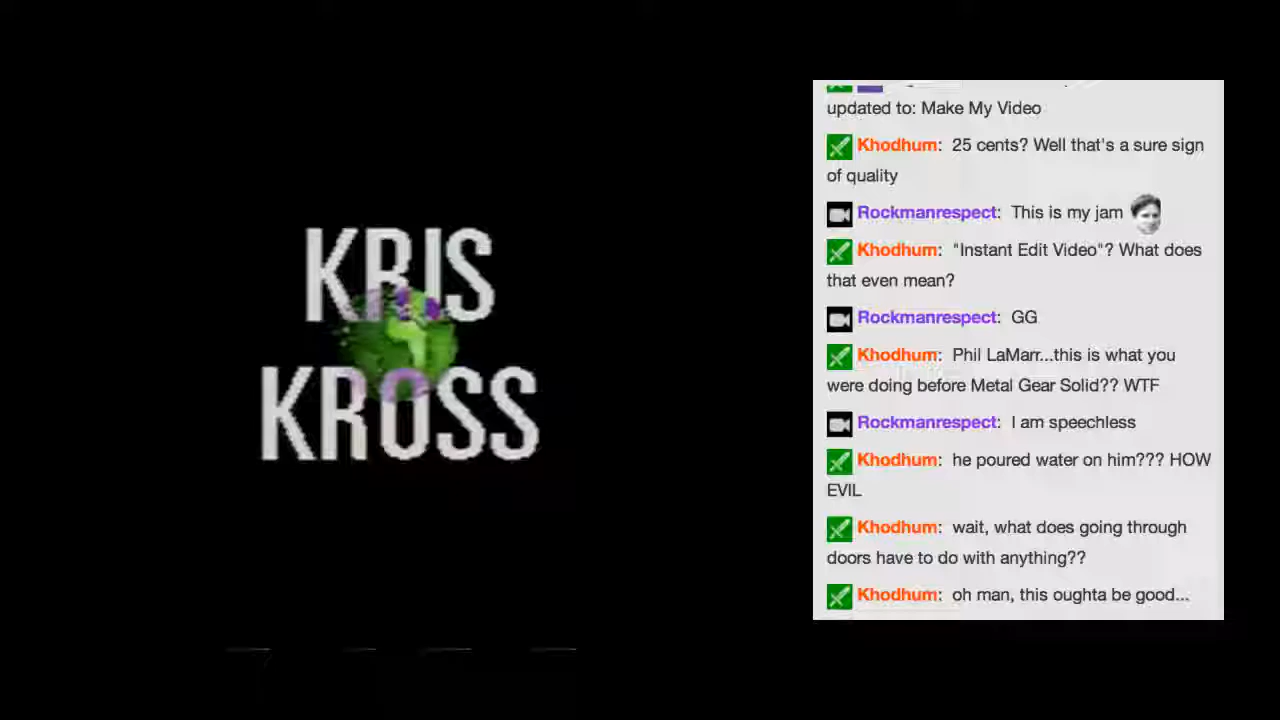 KRIS
KROSS
updated to: Make My Video
Khodhum: 25 cents? Well that's a sure sign
of quality
Rockmanrespect: This is my jam
Khodhum: "Instant Edit Video"? What does
that even mean?
Rockmanrespect: GG
Khodhum: Phil LaMarr...this is what you
were doing before Metal Gear Solid?? WTF
Rockmanrespect: I am speechless
Khodhum: he poured water on him??? HOW
EVIL
Khodhum: wait, what does going through
doors have to do with anything??
Khodhum: oh man, this oughta be good...